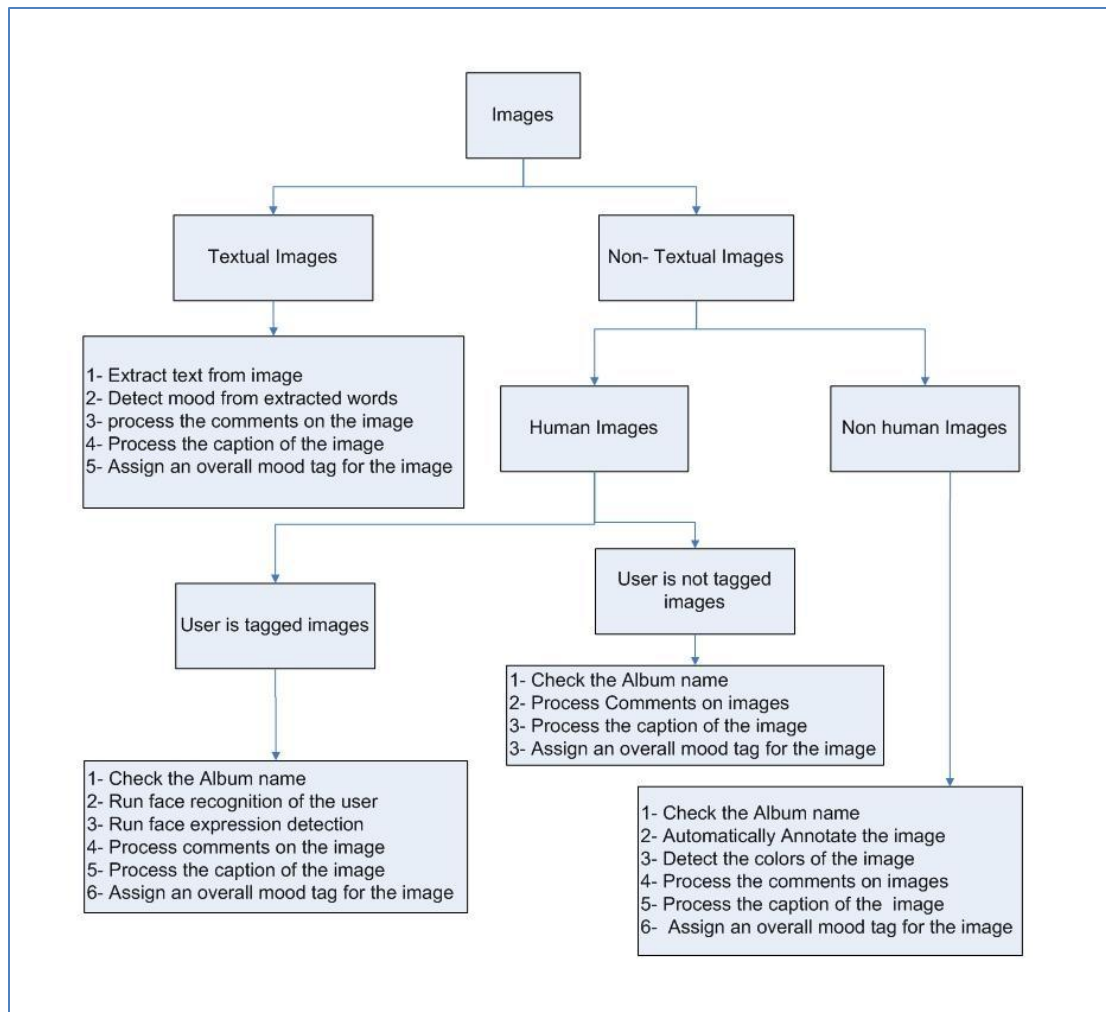 Images
Textual Images
Non- Textual Images
1- Extract text from image
2- Detect mood from extracted words
3- process the comments on the image
4- Process the caption of the image
5- Assign an overall mood tag for the image
Human Images
Non human Images
User is tagged images
User is not tagged
images
1- Check the Album name
2- Process Comments on images
3- Process the caption of the image
3- Assign an overall mood tag for the image
1- Check the Album name
2- Run face recognition of the user
3- Run face expression detection
4- Process comments on the image
5- Process the caption of the image
6- Assign an overall mood tag for the image
1- Check the Album name
2- Automatically Annotate the image
3- Detect the colors of the image
4- Process the comments on images
5- Process the caption of the  image
6-  Assign an overall mood tag for the image